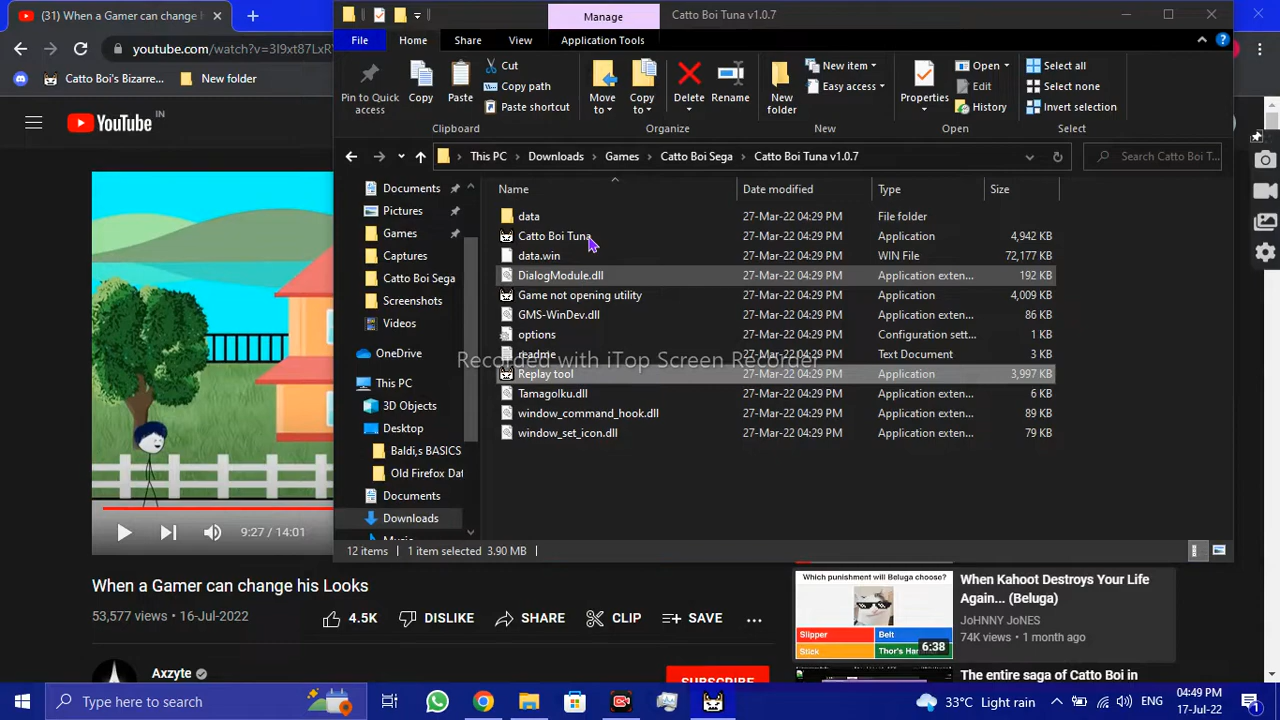 (31) When a Gamer can change h
Manage
Catto Boi Tuna v1.0.7
youtube.com/watch?v=3I9xt87LxR
File
Home
Share
View
Application Tools
Catto Boi's Bizarre...
New folder
Pin to Quick access
Copy
Paste
Cut
Copy path
Paste shortcut
Move to
Copy to
Delete
Rename
New folder
New item
Easy access
Properties
Open
Edit
History
Select all
Select none
Invert selection
Clipboard
Organize
New
Open
Select
YouTube IN
This PC
Downloads
Games
Catto Boi Sega
Catto Boi Tuna v1.0.7
Search Catto Boi T...
Documents
Pictures
Games
Captures
Catto Boi Sega
Screenshots
Videos
OneDrive
This PC
3D Objects
Desktop
Baldi,s BASICS
Old Firefox Dat
Documents
Downloads
Name Date modified Type Size
data 27-Mar-22 04:29 PM File folder
Catto Boi Tuna 27-Mar-22 04:29 PM Application 4,942 KB
data.win 27-Mar-22 04:29 PM WIN File 72,177 KB
DialogModule.dll 27-Mar-22 04:29 PM Application exten... 192 KB
Game not opening utility 27-Mar-22 04:29 PM Application 4,009 KB
GMS-WinDev.dll 27-Mar-22 04:29 PM Application exten... 86 KB
options 27-Mar-22 04:29 PM Configuration sett... 1 KB
readme 27-Mar-22 04:29 PM Text Document 3 KB
Recorded with iTop Screen Recorder
Replay tool 27-Mar-22 04:29 PM Application 3,997 KB
Tamagolku.dll 27-Mar-22 04:29 PM Application exten... 6 KB
window_command_hook.dll 27-Mar-22 04:29 PM Application exten... 89 KB
window_set_icon.dll 27-Mar-22 04:29 PM Application exten... 79 KB
12 items
1 item selected 3.90 MB
9:27 / 14:01
When a Gamer can change his Looks
53,577 views • 16-Jul-2022
4.5K
DISLIKE
SHARE
CLIP
SAVE
Axzyte
SUBSCRIBE
Which punishment will Beluga choose?
Slipper
Belt
Stick
Thor's Ha
6:38
When Kahoot Destroys Your Life
Again... (Beluga)
JoHNNY JoNES
74K views • 1 month ago
The entire saga of Catto Boi in
Type here to search
33°C Light rain
ENG
04:49 PM
17-Jul-22
1